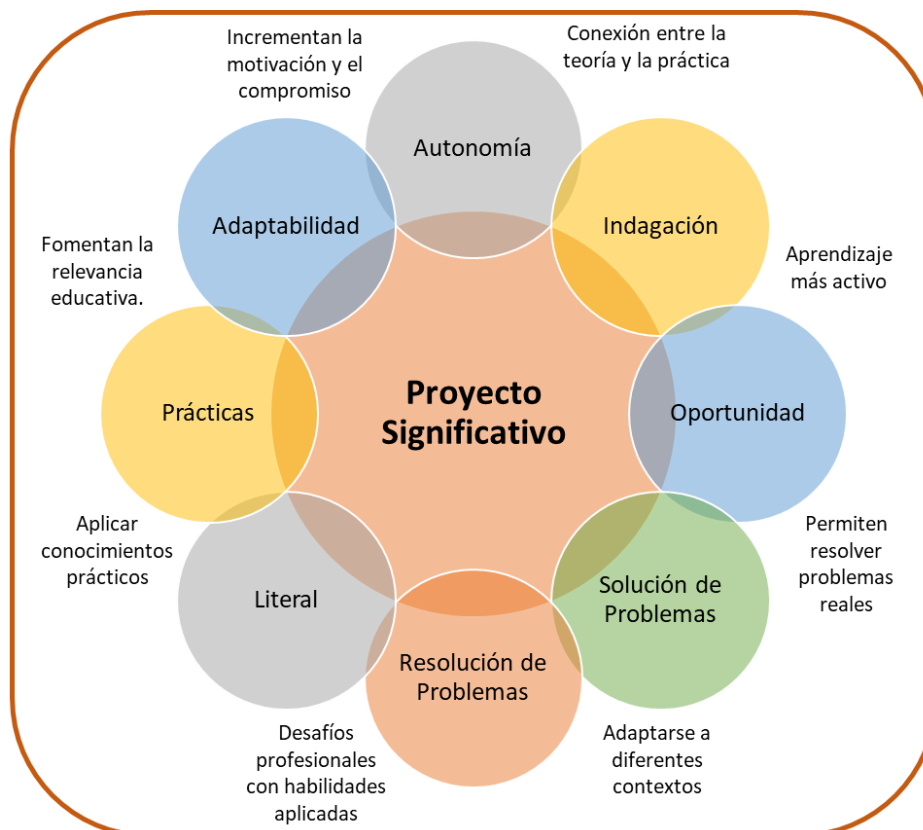 Incrementan la
motivación y el
compromiso
Conexión entre la
teoría y la práctica
Autonomía
Adaptabilidad
Indagación
Fomentan la
relevancia
educativa.
Aprendizaje
más activo
Prácticas
Proyecto
Significativo
Oportunidad
Aplicar
conocimientos
prácticos
Permiten
resolver
problemas
reales
Literal
Solución de
Problemas
Resolución de
Problemas
Desafíos
profesionales
con habilidades
aplicadas
Adaptarse a
diferentes
contextos